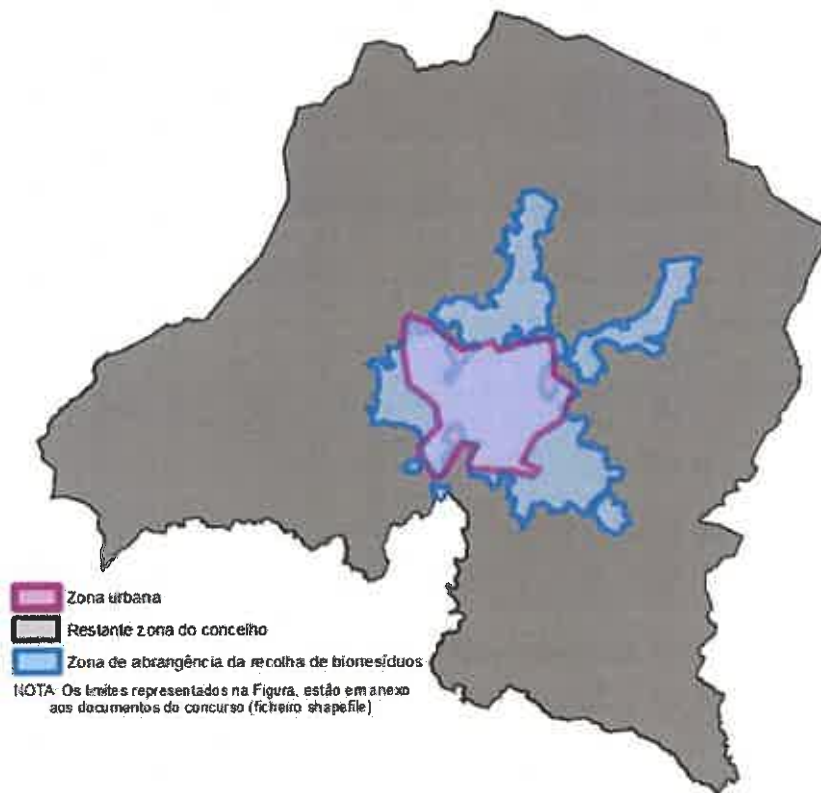 Zona urbana
Restante zona do concelho
Zona de abrangência da recolha de bioresíduos
NOTA: Os limites representados na Figura, estão em anexo
aos documentos do concurso (ficheiro shapefile)